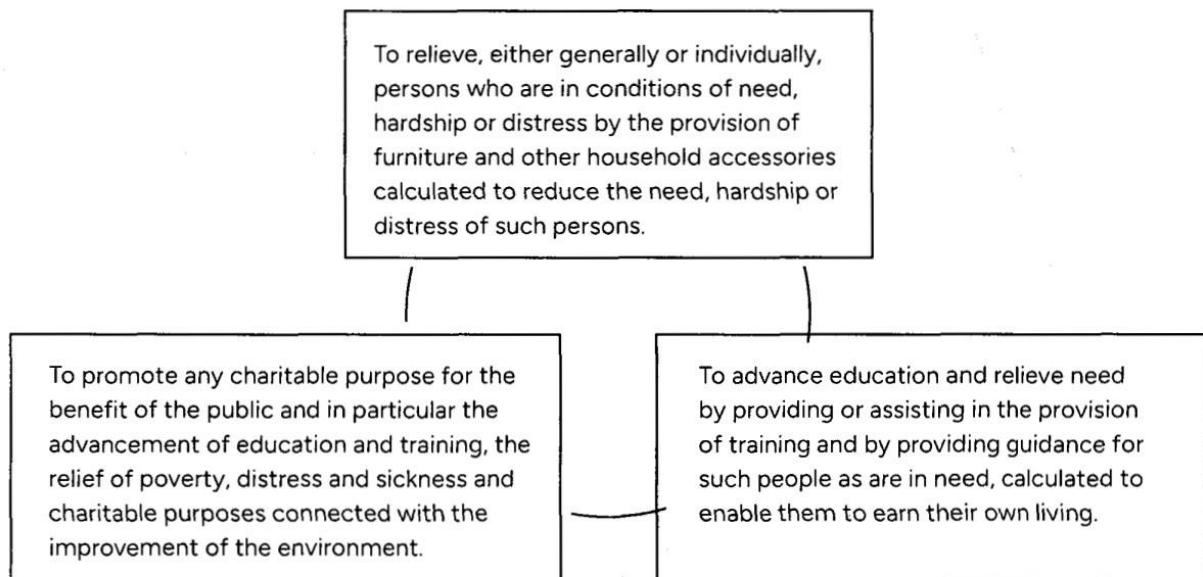 To relieve, either generally or individually,
persons who are in conditions of need,
hardship or distress by the provision of
furniture and other household accessories
calculated to reduce the need, hardship or
distress of such persons.
To promote any charitable purpose for the
benefit of the public and in particular the
advancement of education and training, the
relief of poverty, distress and sickness and
charitable purposes connected with the
improvement of the environment.
To advance education and relieve need
by providing or assisting in the provision
of training and by providing guidance for
such people as are in need, calculated to
enable them to earn their own living.